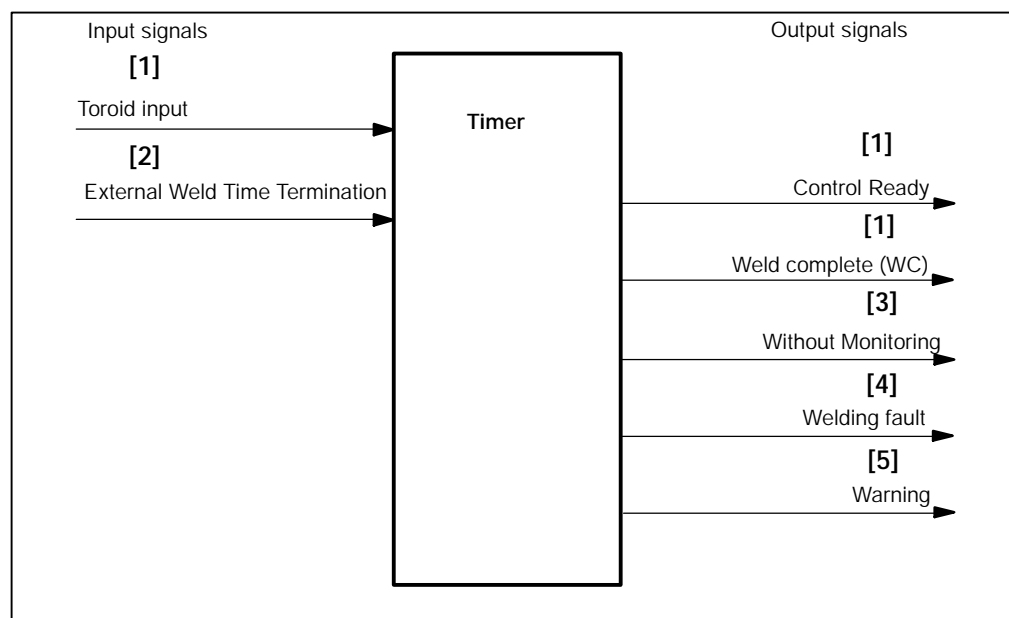 Input signals
[1]
Toroid input
[2]
External Weld Time Termination
Timer
Output signals
[1]
Control Ready
[1]
Weld complete (WC)
[3]
Without Monitoring
[4]
Welding fault
[5]
Warning